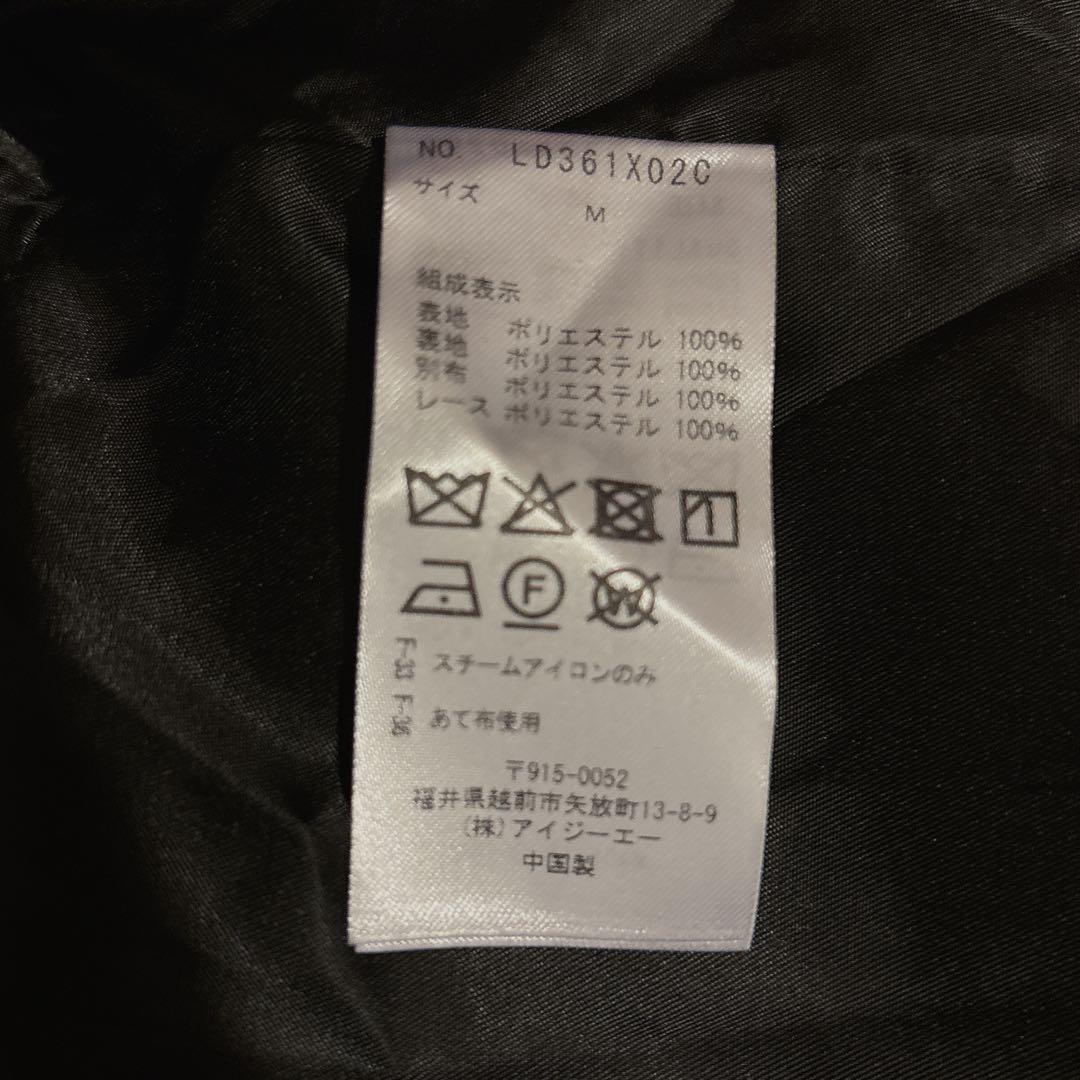 NO. LD361X02C
サイズ
M
組成表示
表地 ポリエステル 100%
裏地 ポリエステル 100%
別布 ポリエステル 100%
レース ポリエステル 100%
F
W
F-33 スチームアイロンのみ
F-36 あて布使用
〒915-0052
福井県越前市矢放町13-8-9
(株)アイジーエー
中国製